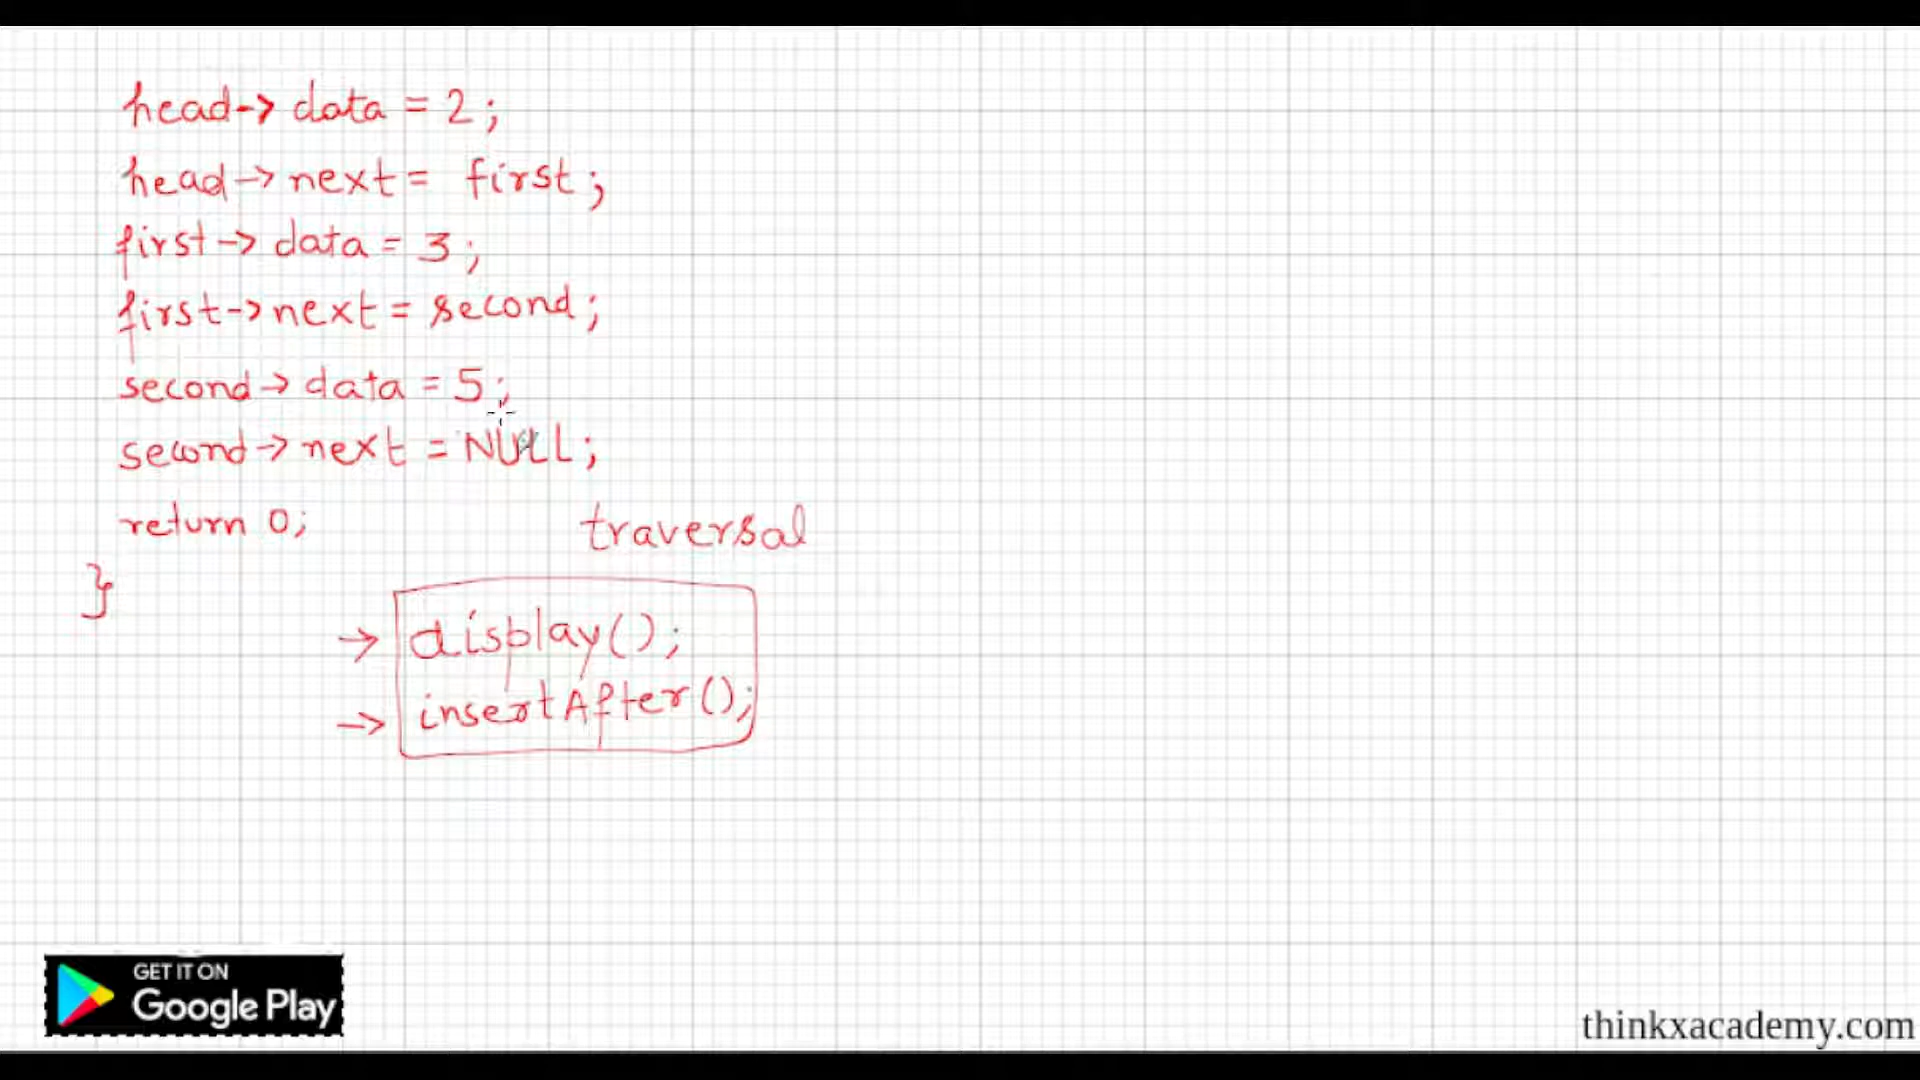 head-> data = 2;
head-> next = first;
first-> data = 3;
first-> next = second;
second-> data = 5;
second-> next = NULL;
return 0;
traversal
}
-> display();
-> insertAfter();
GET IT ON
Google Play
thinkxacademy.com